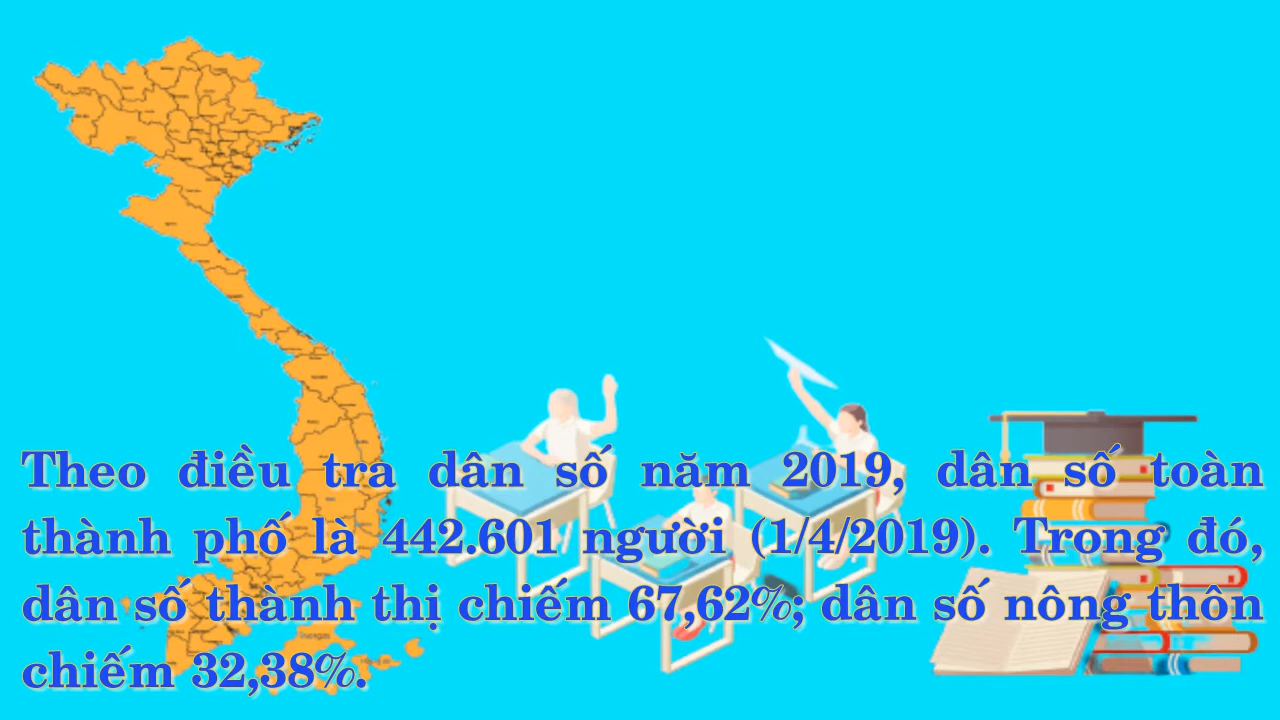 Theo điều tra dân số năm 2019, dân số toàn
thành phố là 442.601 người (1/4/2019). Trong đó,
dân số thành thị chiếm 67,62%; dân số nông thôn
chiếm 32,38%.